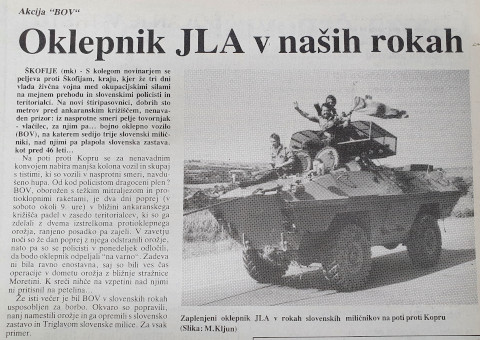 Akcija "BOV"
Oklepnik JLA v naših rokah
ŠKOFIJE (mk) - S kolegom novinarjem se
peljeva proti Škofijam, kraju, kjer že tri dni
vlada živčna vojna med okupacijskimi silami
na mejnem prehodu in slovenskimi policisti in
teritorialci. Na novi štiripasovnici, dobrih sto
metrov pred ankaranskim križiščem, nenava-
den prizor: iz nasprotne smeri pelje tovornjak
- vlačilec, za njim pa... bojno oklepno vozilo
(BOV), na katerem sedijo trije slovenski milič-
niki, nad njimi pa plapola slovenska zastava,
kot pred 46 leti...
Na poti proti Kopru se za nenavadnim
konvojem nabira manjša kolona vozil in skupaj
s tistimi, ki so vozili v nasprotni smeri, navdu-
šeno hupa. Od kod policistom dragoceni plen?
BOV, oborožen s težkim mitraljezom in pro-
tioklepnimi raketami, je dva dni poprej (v
soboto okoli 9. ure) v bližini ankaranskega
križišča padel v zasedo teritorialcev, ki so ga
zdelali z dvema izstrelkoma protioklepnega
orožja, ranjeno posadko pa zajeli. V zavetju
noči so že dan poprej z njega odstranili orožje,
nato pa so se policisti v ponedeljek odločili,
da bodo oklepnik odpeljali "na varno". Zadeva
ni bila ravno enostavna, saj so bili ves čas
operacije v dometu orožja z bližnje stražnice
Moretini. K sreči nihče na vzpetini nad njimi
ni pritisnil na petelina...
Že isti večer je bil BOV v slovenskih rokah
usposobljen za borbo. Okvaro so popravili,
nanj namestili orožje in ga opremili s slovensko
zastavo in Triglavom slovenske milice. Za vsak
primer.
Zaplenjeni oklepnik JLA v rokah slovenskih miličnikov na poti proti Kopru
(Slika: M.Kljun)